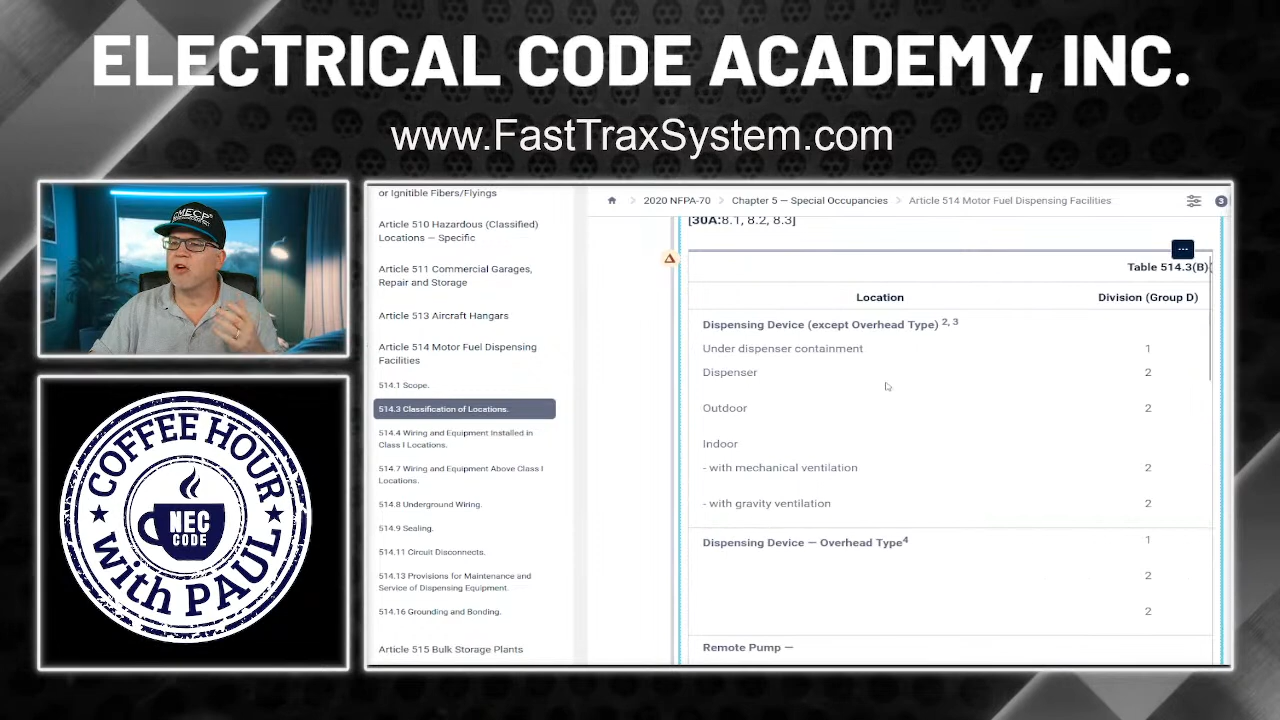 ELECTRICAL CODE ACADEMY, INC.
www.FastTraxSystem.com
COFFEE HOUR
NEC
CODE
with PAUL
or Ignitible Fibers/Flyings
Article 510 Hazardous (Classified)
Locations — Specific
Article 511 Commercial Garages,
Repair and Storage
Article 513 Aircraft Hangars
Article 514 Motor Fuel Dispensing
Facilities
514.1 Scope.
514.3 Classification of Locations.
514.4 Wiring and Equipment Installed in
Class I Locations.
514.7 Wiring and Equipment Above Class I
Locations.
514.8 Underground Wiring.
514.9 Sealing.
514.11 Circuit Disconnects.
514.13 Provisions for Maintenance and
Service of Dispensing Equipment.
514.16 Grounding and Bonding.
Article 515 Bulk Storage Plants
2020 NFPA-70 > Chapter 5 — Special Occupancies > Article 514 Motor Fuel Dispensing Facilities
3
[30A:8.1, 8.2, 8.3]
Table 514.3(B)(
Location Division (Group D)
Dispensing Device (except Overhead Type) 2, 3
Under dispenser containment 1
Dispenser 2
Outdoor 2
Indoor
- with mechanical ventilation 2
- with gravity ventilation 2
Dispensing Device — Overhead Type4 1
2
2
Remote Pump —